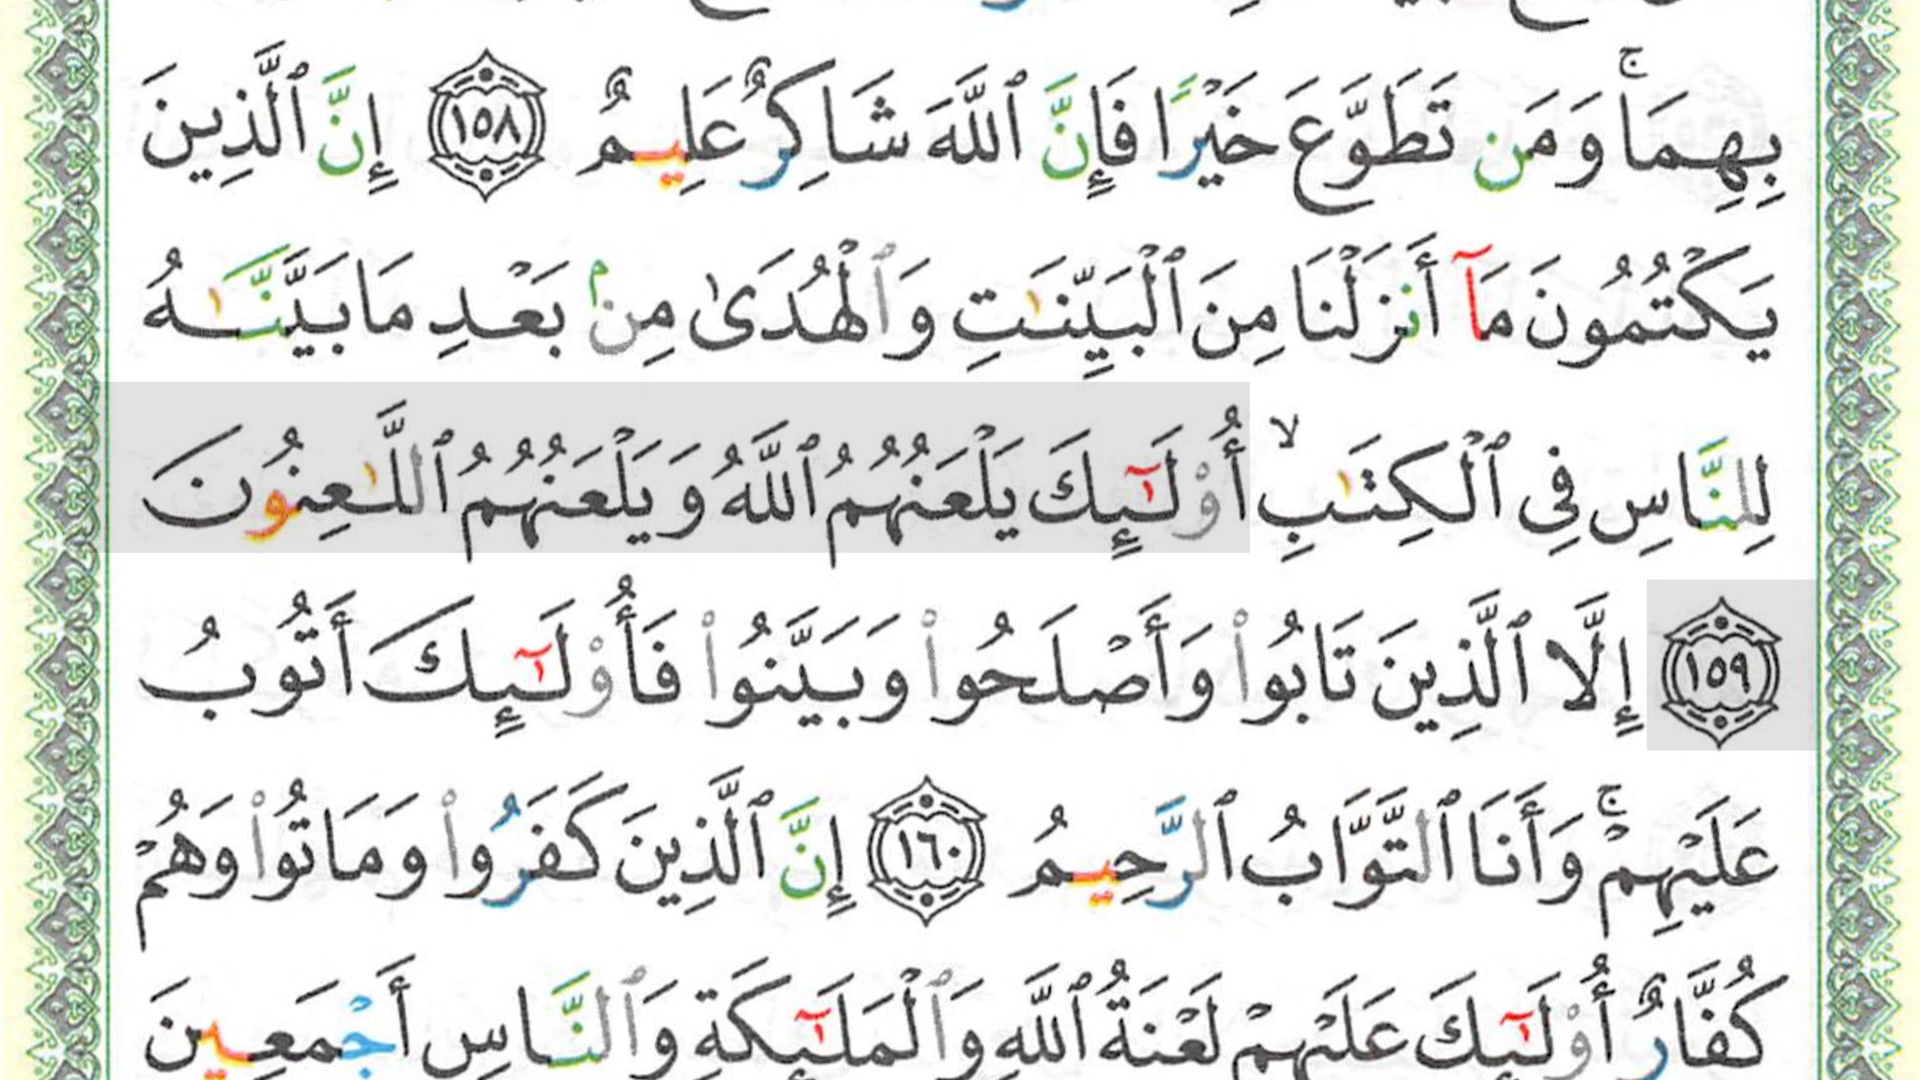 بِهِمَا ۚ وَمَن تَطَوَّعَ خَيْرًا فَإِنَّ ٱللَّهَ شَاكِرٌ عَلِيمٌ ١٥٨ إِنَّ ٱلَّذِينَ
يَكْتُمُونَ مَآ أَنزَلْنَا مِنَ ٱلْبَيِّنَـٰتِ وَٱلْهُدَىٰ مِنۢ بَعْدِ مَا بَيَّنَّـٰهُ
لِلنَّاسِ فِى ٱلْكِتَـٰبِ ۙ أُو۟لَـٰٓئِكَ يَلْعَنُهُمُ ٱللَّهُ وَيَلْعَنُهُمُ ٱللَّـٰعِنُونَ
١٥٩ إِلَّا ٱلَّذِينَ تَابُوا۟ وَأَصْلَحُوا۟ وَبَيَّنُوا۟ فَأُو۟لَـٰٓئِكَ أَتُوبُ
عَلَيْهِمْ ۚ وَأَنَا ٱلتَّوَّابُ ٱلرَّحِيمُ ١٦٠ إِنَّ ٱلَّذِينَ كَفَرُوا۟ وَمَاتُوا۟ وَهُمْ
كُفَّارٌ أُو۟لَـٰٓئِكَ عَلَيْهِمْ لَعْنَةُ ٱللَّهِ وَٱلْمَلَـٰٓئِكَةِ وَٱلنَّاسِ أَجْمَعِينَ